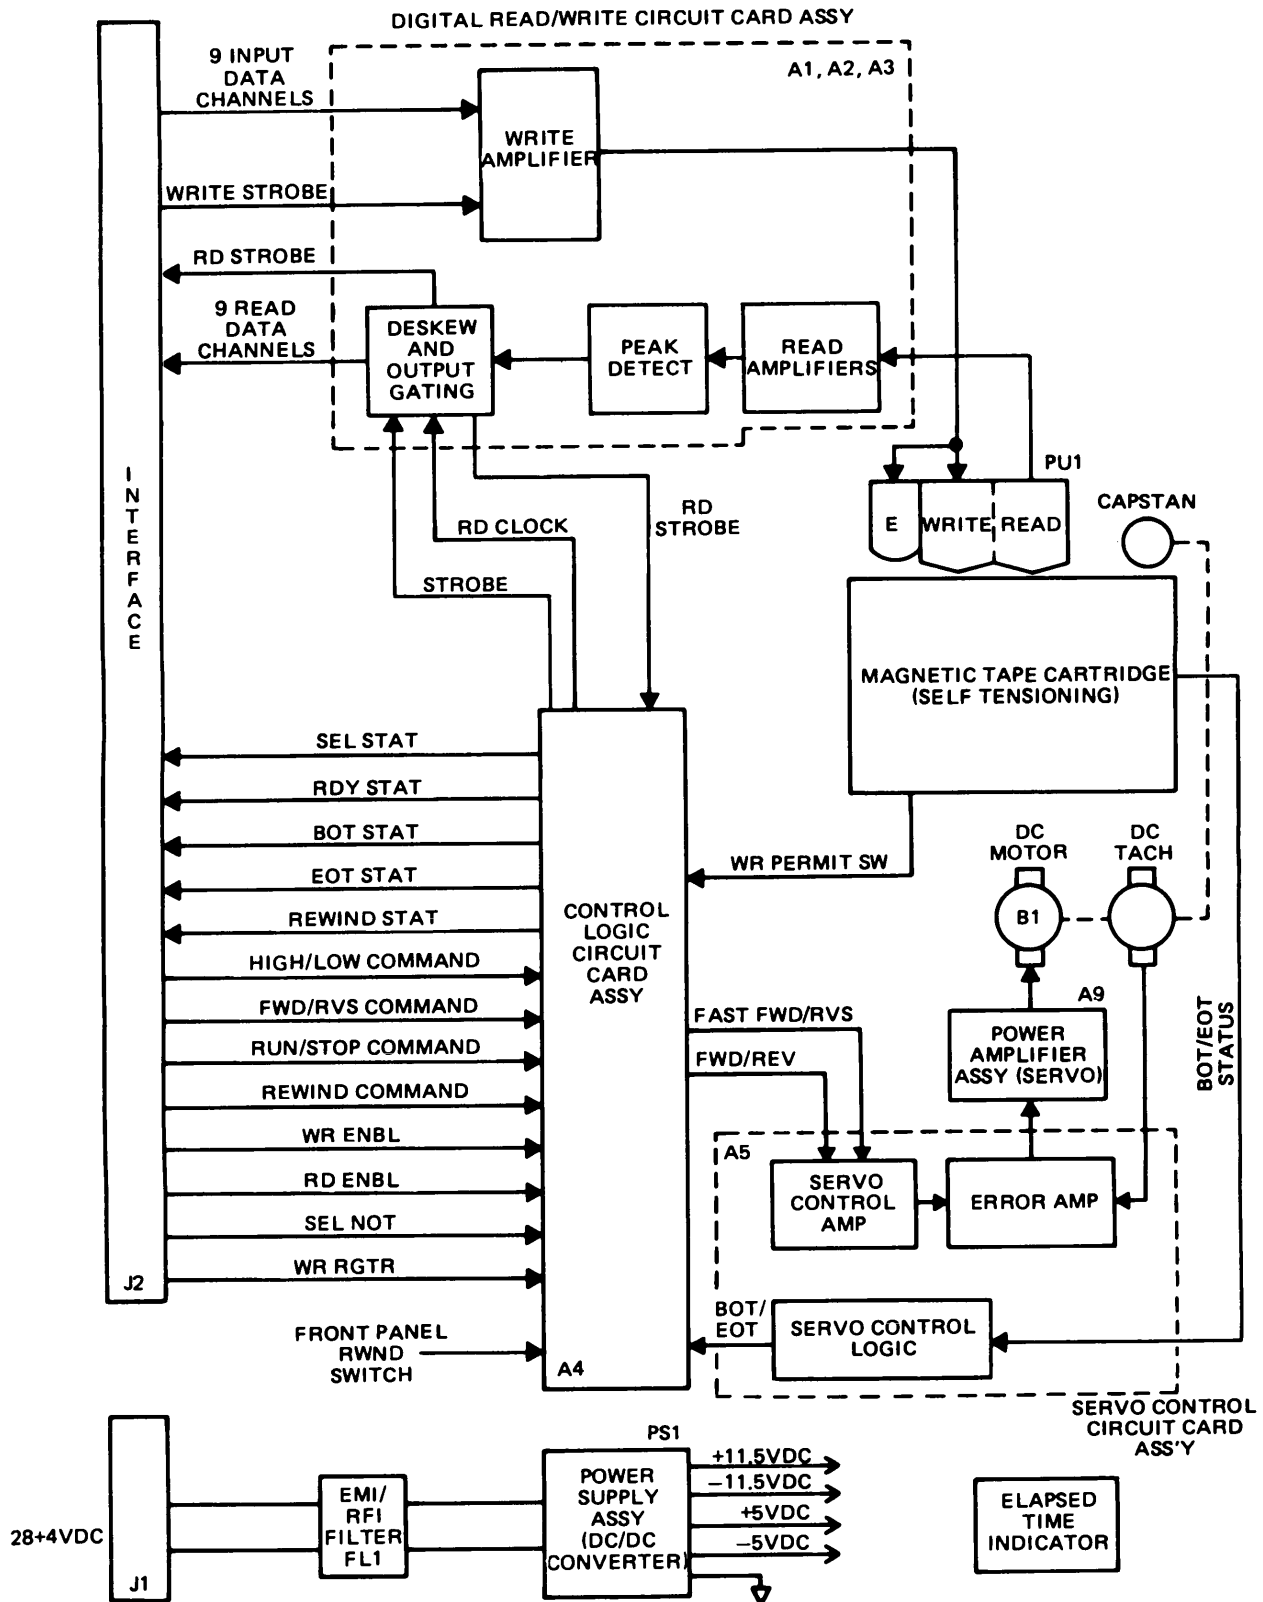 DIGITAL READ/WRITE CIRCUIT CARD ASSY
9 INPUT
DATA
CHANNELS
A1, A2, A3
WRITE
AMPLIFIER
WRITE STROBE
RD STROBE
9 READ
DATA
CHANNELS
DESKEW
AND
OUTPUT
GATING
PEAK
DETECT
READ
AMPLIFIERS
INTERFACE
PU1
E
WRITE
READ
CAPSTAN
RD
STROBE
RD CLOCK
STROBE
MAGNETIC TAPE CARTRIDGE
(SELF TENSIONING)
SEL STAT
RDY STAT
BOT STAT
EOT STAT
REWIND STAT
HIGH/LOW COMMAND
FWD/RVS COMMAND
RUN/STOP COMMAND
REWIND COMMAND
WR ENBL
RD ENBL
SEL NOT
WR RGTR
J2
FRONT PANEL
RWND
SWITCH
CONTROL
LOGIC
CIRCUIT
CARD
ASSY
A4
WR PERMIT SW
DC
MOTOR
DC
TACH
B1
A9
FAST FWD/RVS
FWD/REV
POWER
AMPLIFIER
ASSY (SERVO)
BOT/EOT
STATUS
A5
SERVO
CONTROL
AMP
ERROR AMP
BOT/
EOT
SERVO CONTROL
LOGIC
SERVO CONTROL
CIRCUIT CARD
ASS'Y
28+4VDC
J1
EMI/
RFI
FILTER
FL1
PS1
POWER
SUPPLY
ASSY
(DC/DC
CONVERTER)
+11.5VDC
−11.5VDC
+5VDC
−5VDC
ELAPSED
TIME
INDICATOR